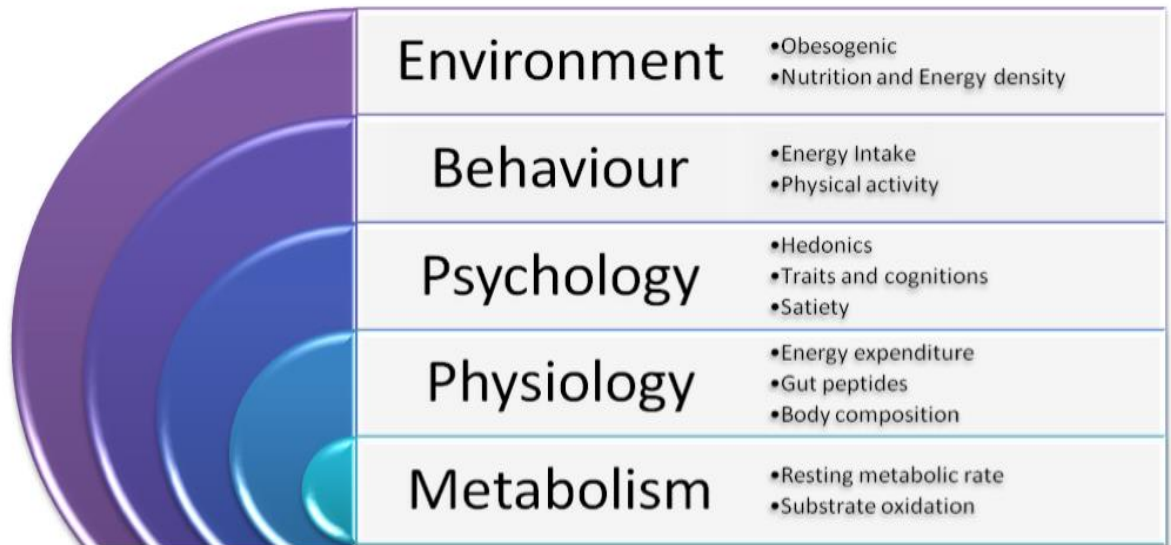 Environment
•Obesogenic
•Nutrition and Energy density
Behaviour
•Energy Intake
•Physical activity
Psychology
•Hedonics
•Traits and cognitions
•Satiety
Physiology
•Energy expenditure
•Gut peptides
•Body composition
Metabolism
•Resting metabolic rate
•Substrate oxidation